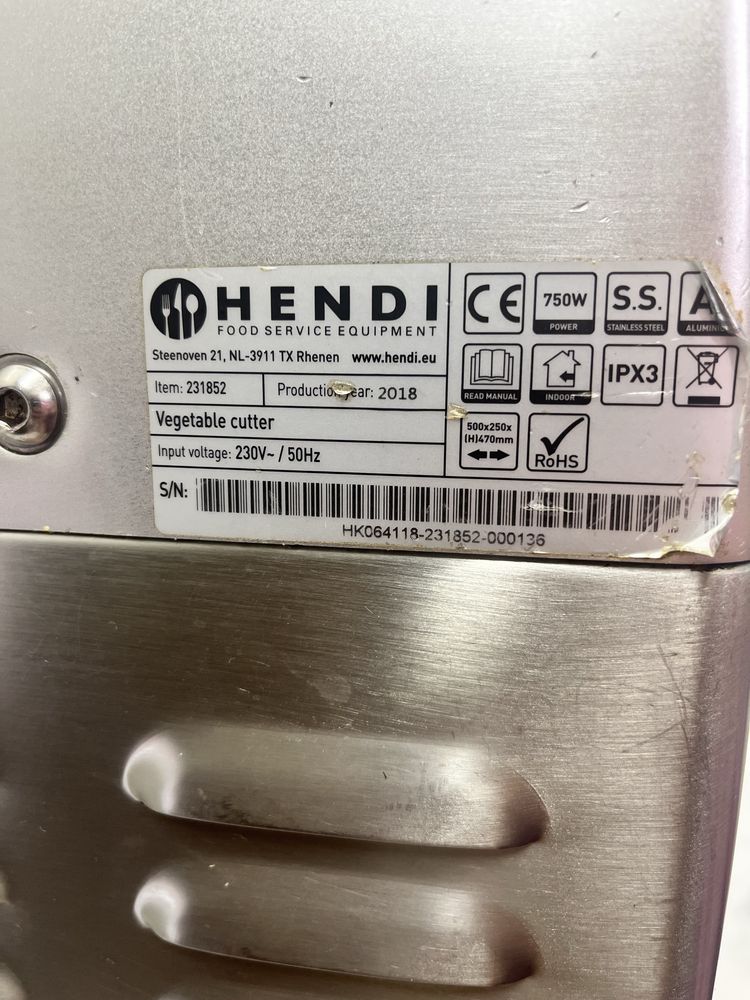 HENDI
FOOD SERVICE EQUIPMENT
Steenoven 21, NL-3911 TX Rhenen www.hendi.eu
Item: 231852
Production year: 2018
Vegetable cutter
Input voltage: 230V~ / 50Hz
S/N:
HK064118-231852-000136
CE
750W
POWER
S.S.
STAINLESS STEEL
READ MANUAL
INDOOR
IPX3
500x250x
(H)470mm
RoHS